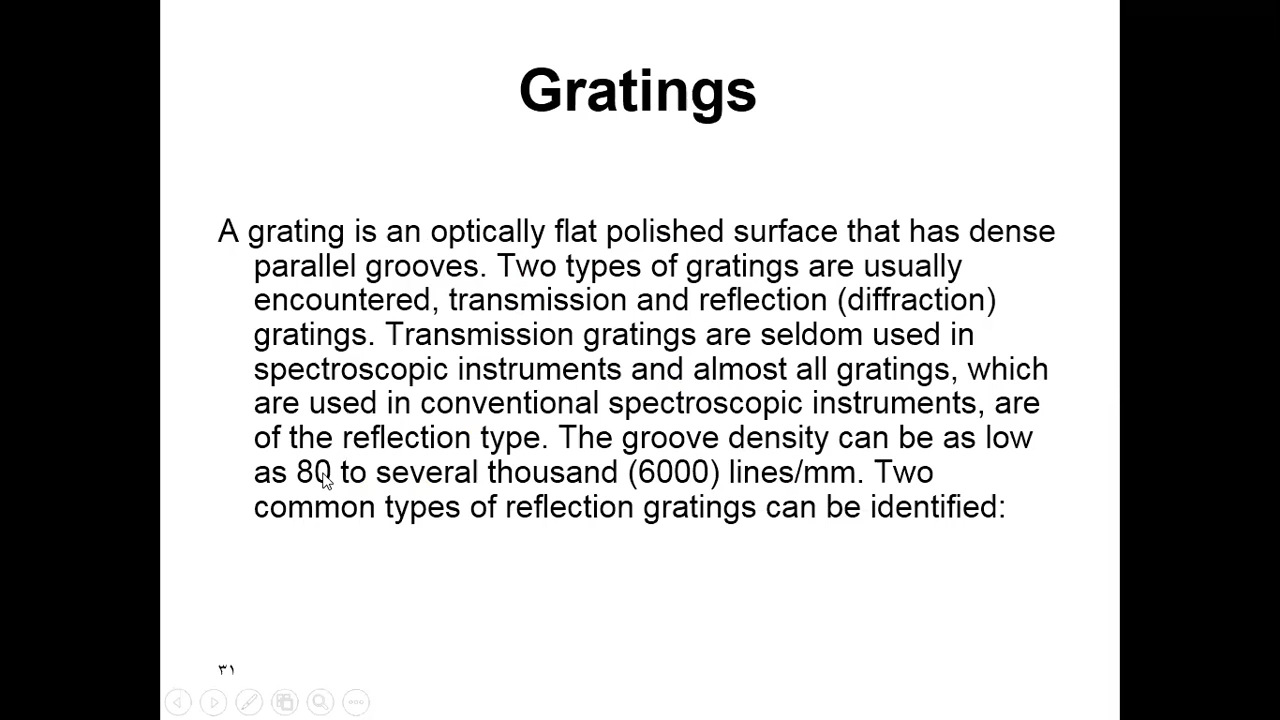 Gratings
A grating is an optically flat polished surface that has dense
parallel grooves. Two types of gratings are usually
encountered, transmission and reflection (diffraction)
gratings. Transmission gratings are seldom used in
spectroscopic instruments and almost all gratings, which
are used in conventional spectroscopic instruments, are
of the reflection type. The groove density can be as low
as 80 to several thousand (6000) lines/mm. Two
common types of reflection gratings can be identified:
٣١